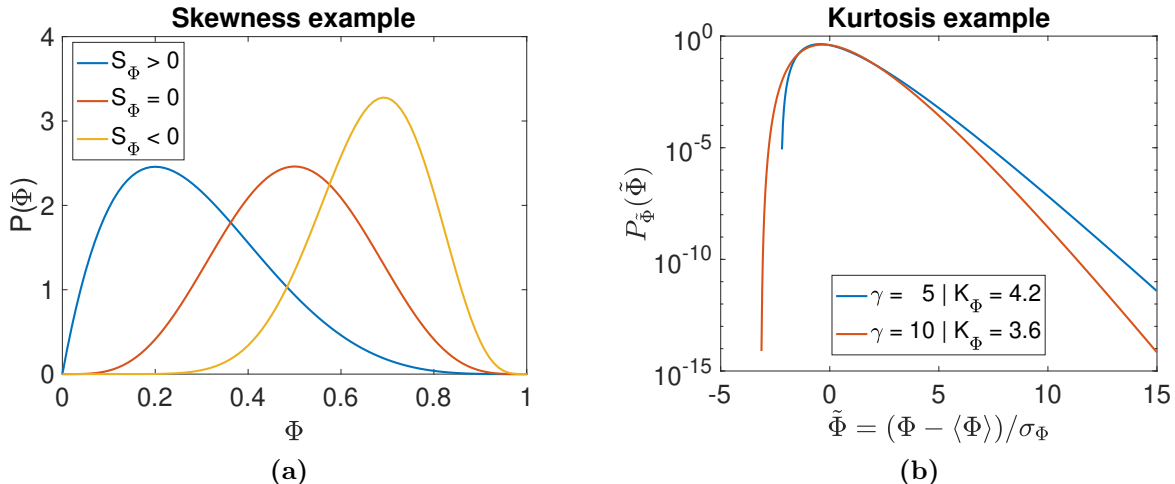 Skewness example
4
3
2
1
0
P(Φ)
S_Φ > 0
S_Φ = 0
S_Φ < 0
0 0.2 0.4 0.6 0.8 1
Φ
(a)
Kurtosis example
10^0
10^-5
10^-10
10^-15
P_Φ̃(Φ̃)
γ = 5 | K_Φ = 4.2
γ = 10 | K_Φ = 3.6
-5 0 5 10 15
Φ̃ = (Φ − ⟨Φ⟩)/σ_Φ
(b)